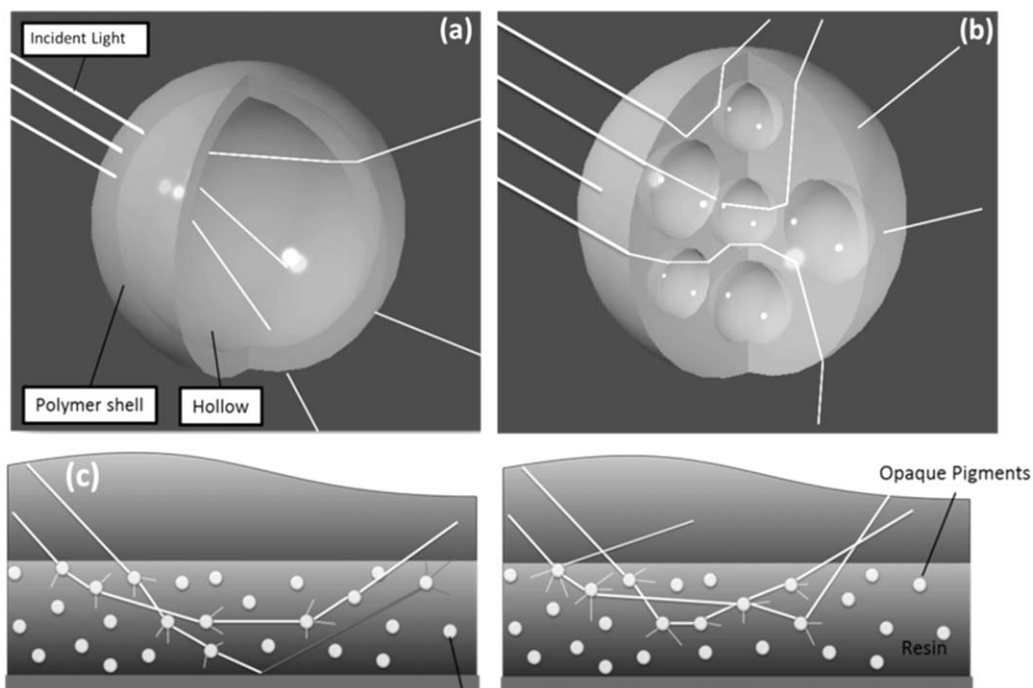 Incident Light
(a)
(b)
Polymer shell
Hollow
(c)
Opaque Pigments
Resin